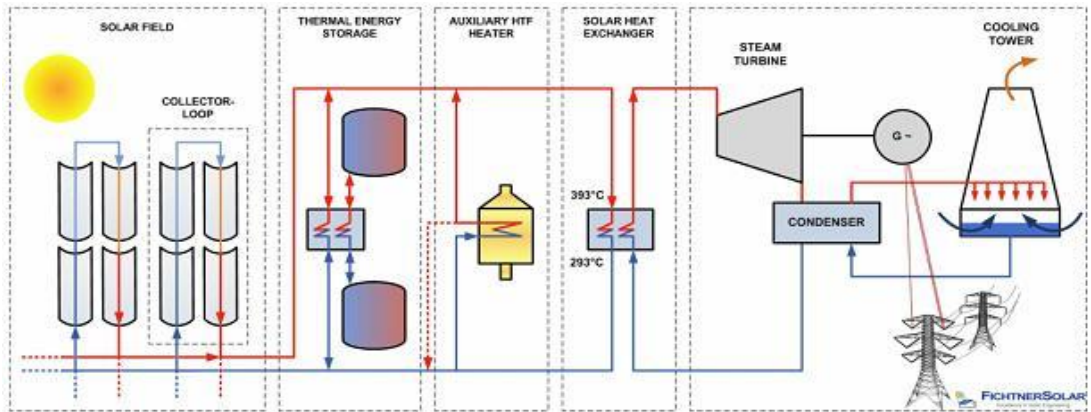 SOLAR FIELD
THERMAL ENERGY
STORAGE
AUXILIARY HTF
HEATER
SOLAR HEAT
EXCHANGER
STEAM
TURBINE
COOLING
TOWER
COLLECTOR-
LOOP
G ~
393°C
293°C
CONDENSER
FICHTNERSOLAR